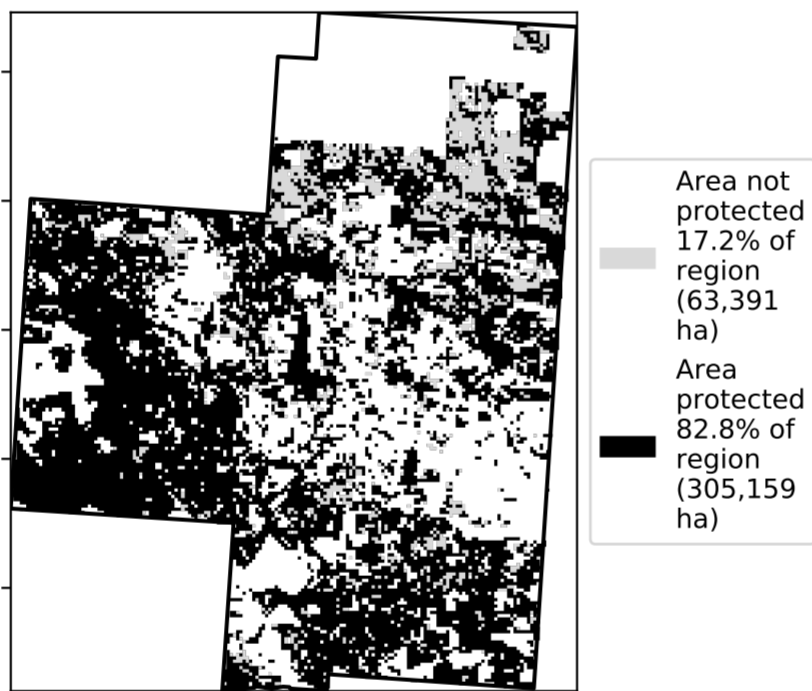 Area not
protected
17.2% of
region
(63,391
ha)
Area
protected
82.8% of
region
(305,159
ha)